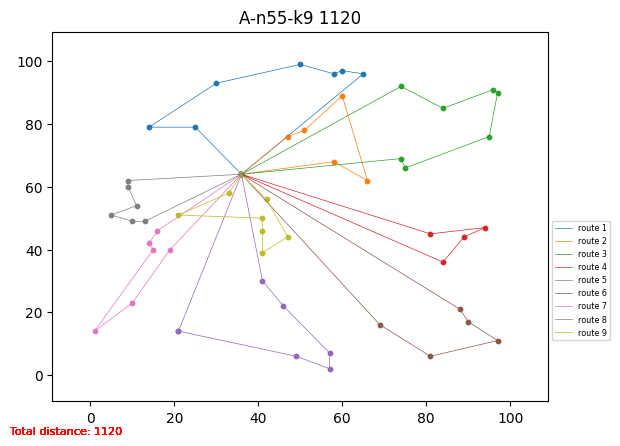 A-n55-k9 1120
100
80
60
40
20
0
0 20 40 60 80 100
route 1
route 2
route 3
route 4
route 5
route 6
route 7
route 8
route 9
Total distance: 1120